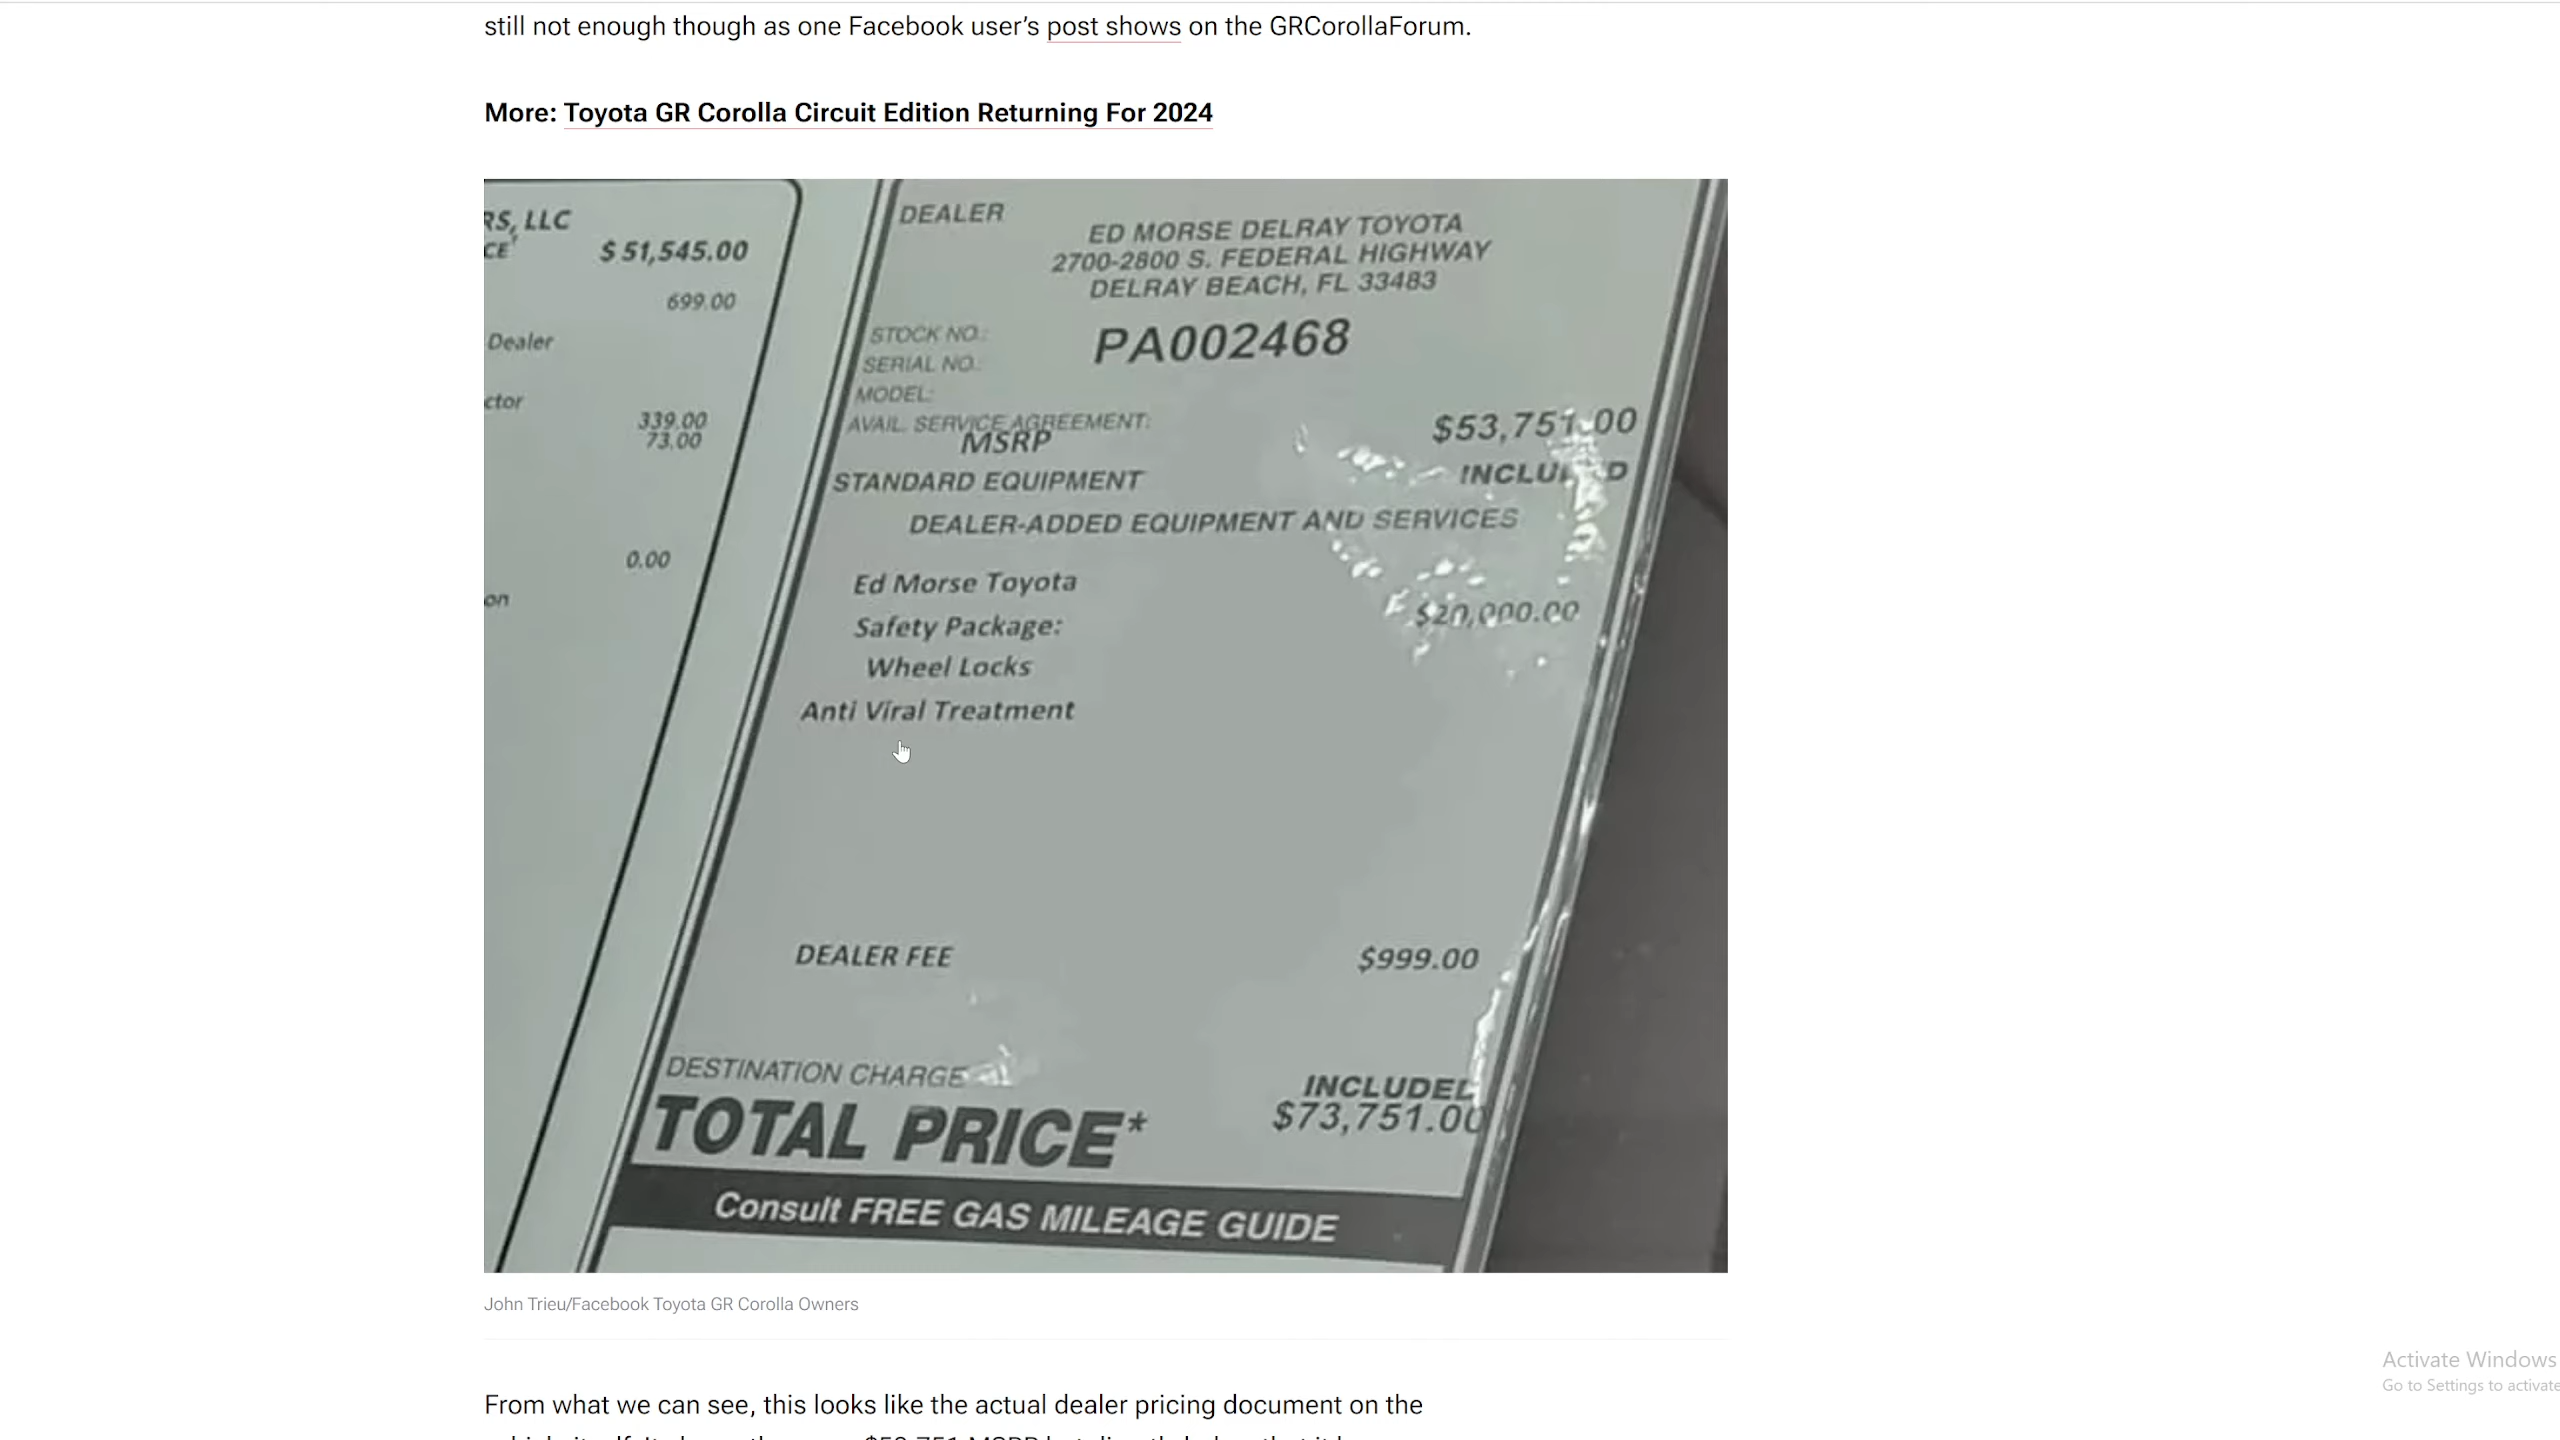 still not enough though as one Facebook user's post shows on the GRCorollaForum.
More: Toyota GR Corolla Circuit Edition Returning For 2024
RS, LLC
CE†
$51,545.00
699.00
Dealer
ctor
339.00
73.00
0.00
on
DEALER
ED MORSE DELRAY TOYOTA
2700-2800 S. FEDERAL HIGHWAY
DELRAY BEACH, FL 33483
STOCK NO.: PA002468
SERIAL NO.:
MODEL:
AVAIL. SERVICE AGREEMENT:
MSRP $53,751.00
STANDARD EQUIPMENT INCLUDED
DEALER-ADDED EQUIPMENT AND SERVICES
Ed Morse Toyota
Safety Package: $20,000.00
Wheel Locks
Anti Viral Treatment
DEALER FEE $999.00
DESTINATION CHARGE INCLUDED
TOTAL PRICE* $73,751.00
Consult FREE GAS MILEAGE GUIDE
John Trieu/Facebook Toyota GR Corolla Owners
From what we can see, this looks like the actual dealer pricing document on the
Activate Windows
Go to Settings to activate